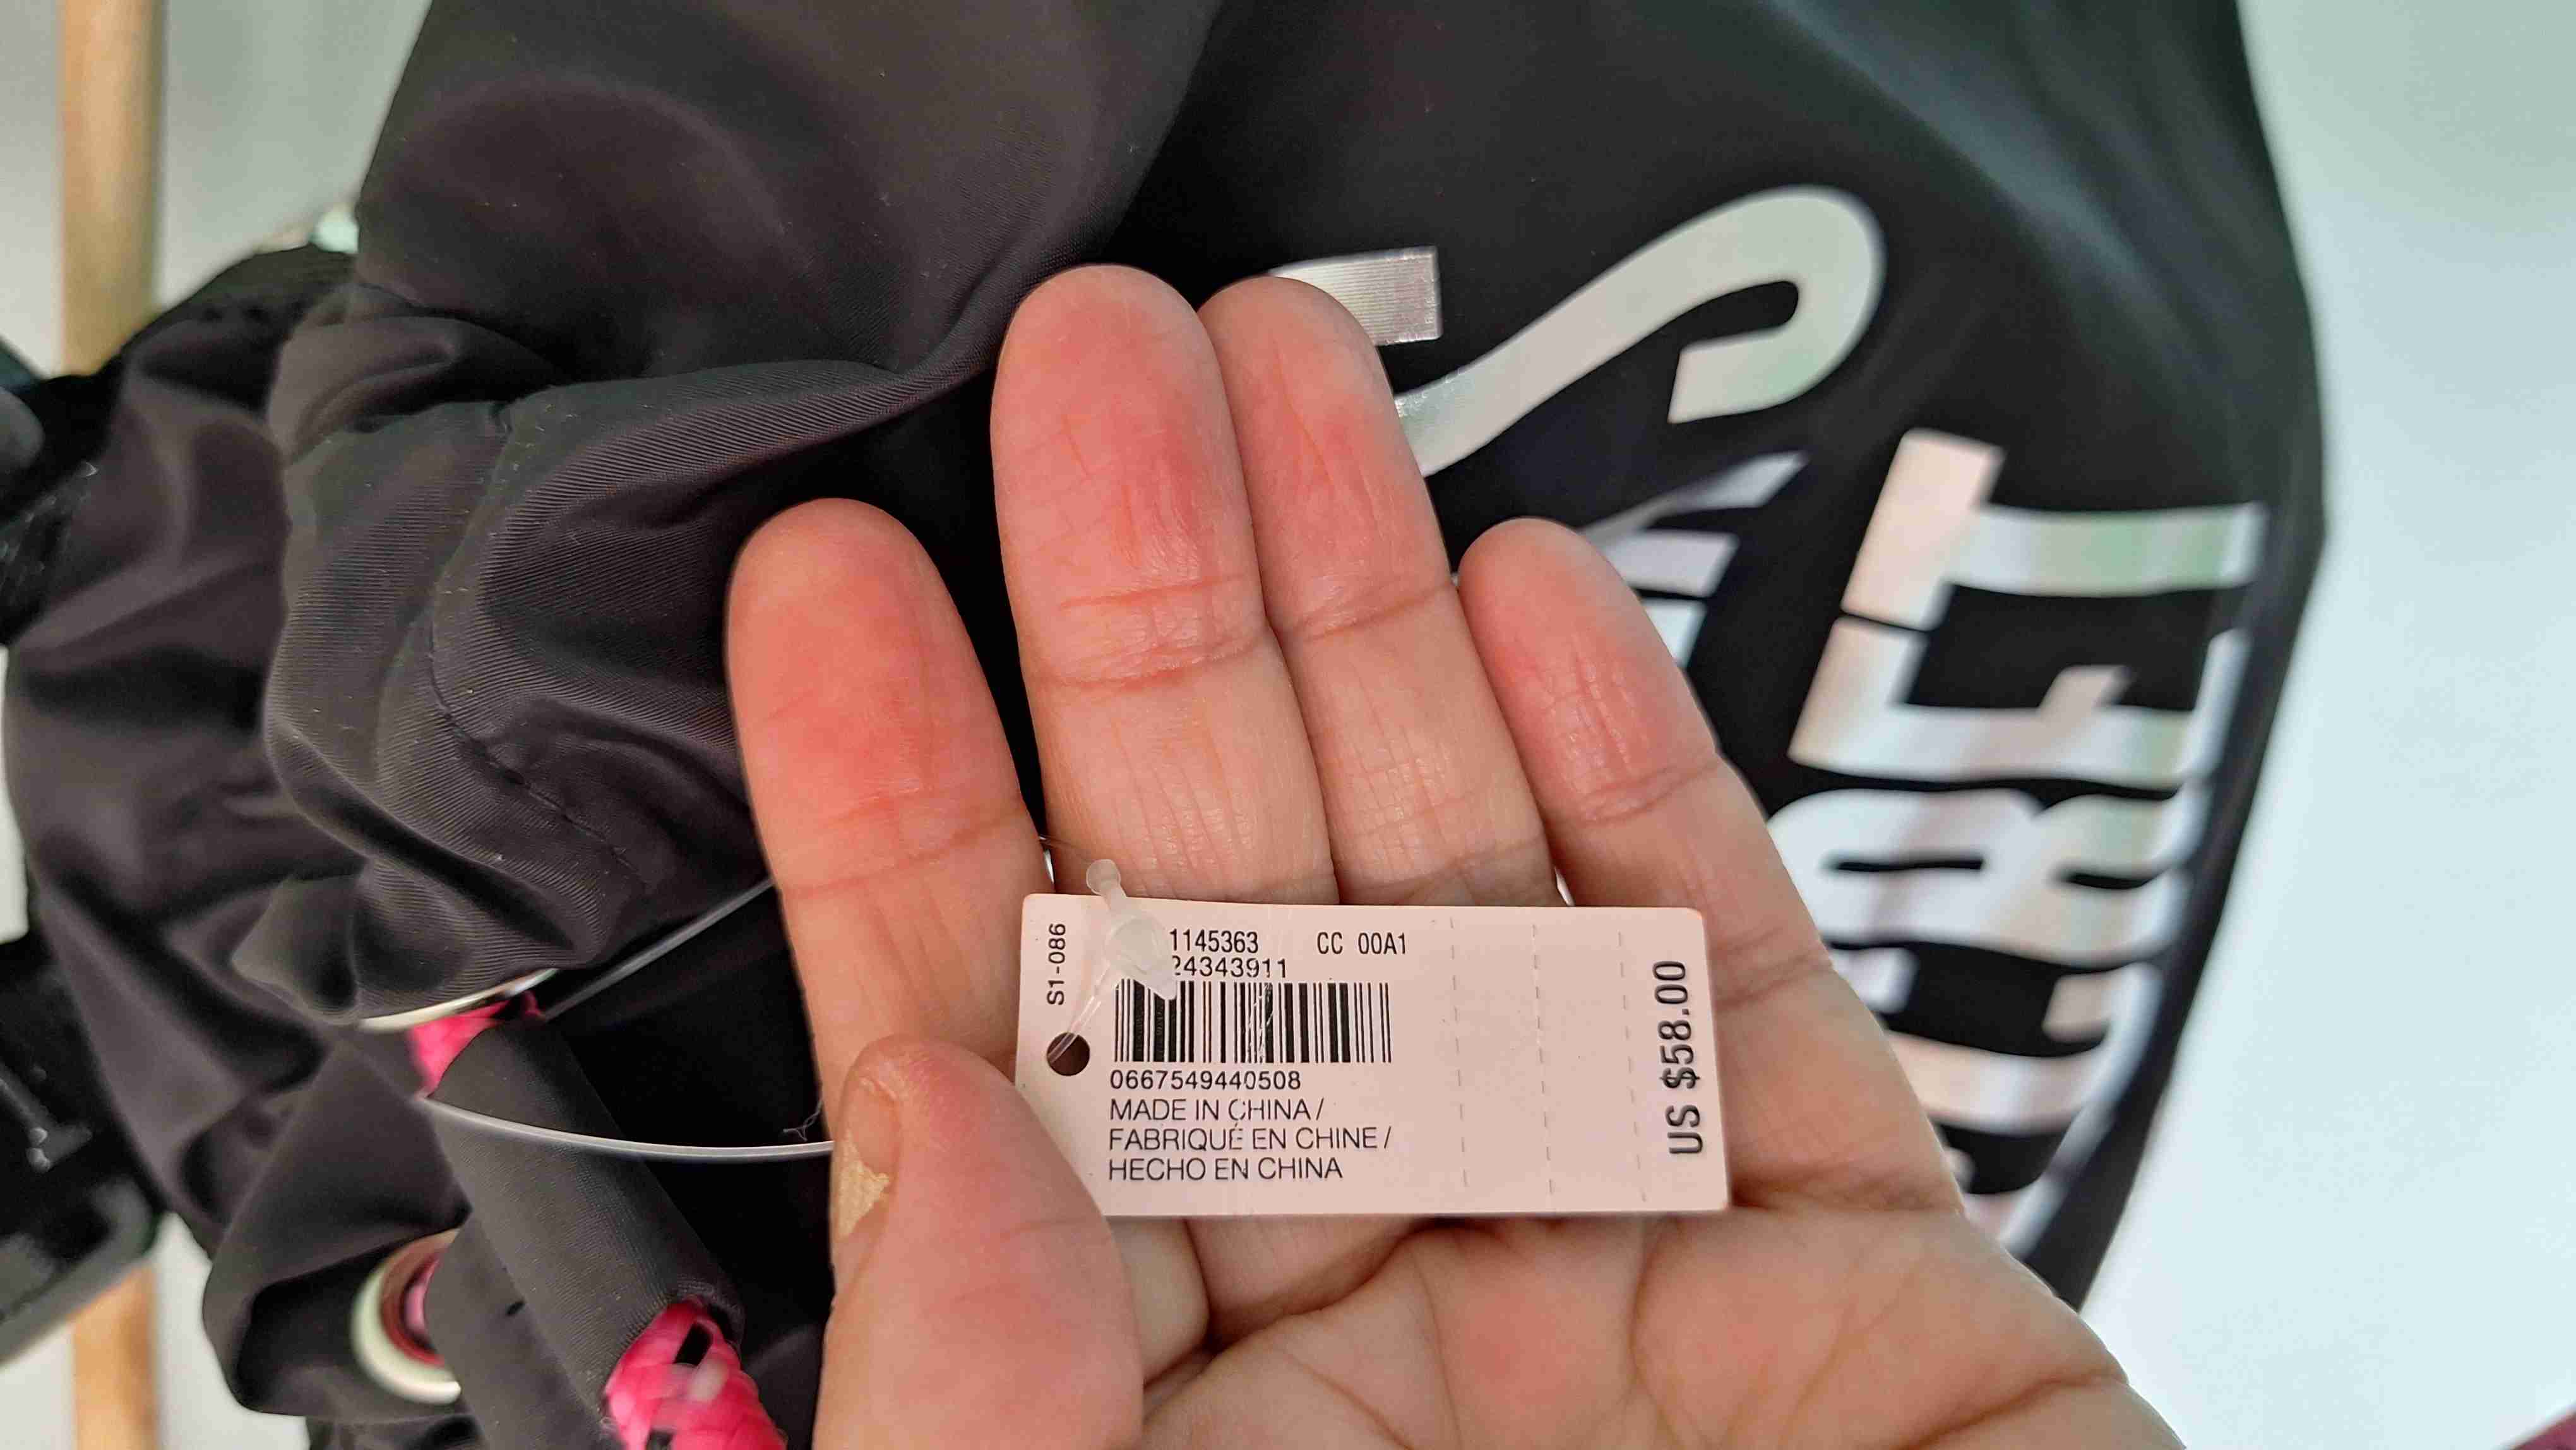 S1-086
1145363 CC 00A1
24343911
0667549440508
MADE IN CHINA /
FABRIQUÉ EN CHINE /
HECHO EN CHINA
US $58.00